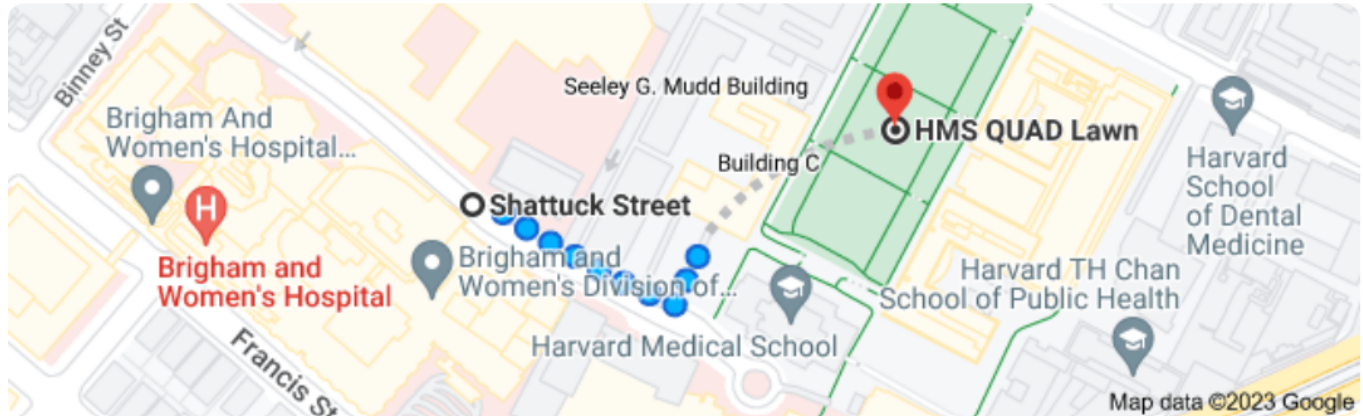 Binney St
Seeley G. Mudd Building
Brigham And
Women's Hospital...
HMS QUAD Lawn
Building C
Harvard
School
of Dental
Medicine
Shattuck Street
H
Brigham and
Women's Hospital
Brigham and
Women's Division of...
Harvard TH Chan
School of Public Health
Harvard Medical School
Francis St
Map data ©2023 Google